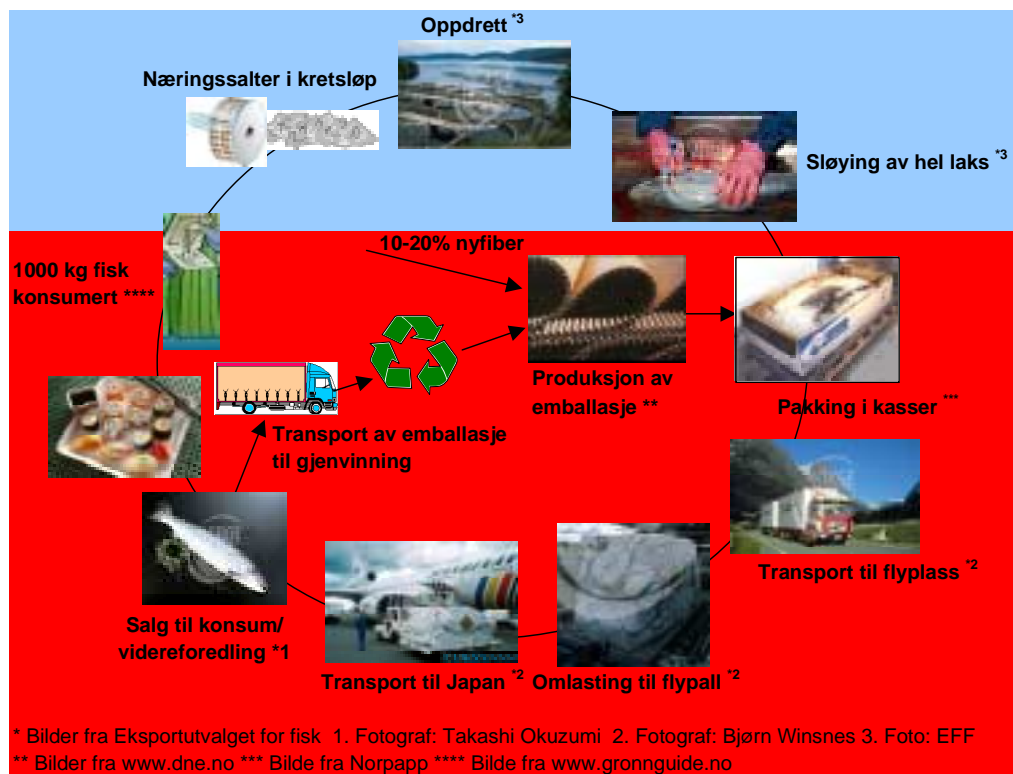 Oppdrett *3
Næringssalter i kretsløp
Sløying av hel laks *3
10-20% nyfiber
1000 kg fisk
konsumert ****
Produksjon av
emballasje **
Pakking i kasser ***
Transport av emballasje
til gjenvinning
Transport til flyplass *2
Salg til konsum/
videreforedling *1
Transport til Japan *2
Omlasting til flypall *2
* Bilder fra Eksportutvalget for fisk  1. Fotograf: Takashi Okuzumi  2. Fotograf: Bjørn Winsnes 3. Foto: EFF
** Bilder fra www.dne.no *** Bilde fra Norpapp **** Bilde fra www.gronnguide.no